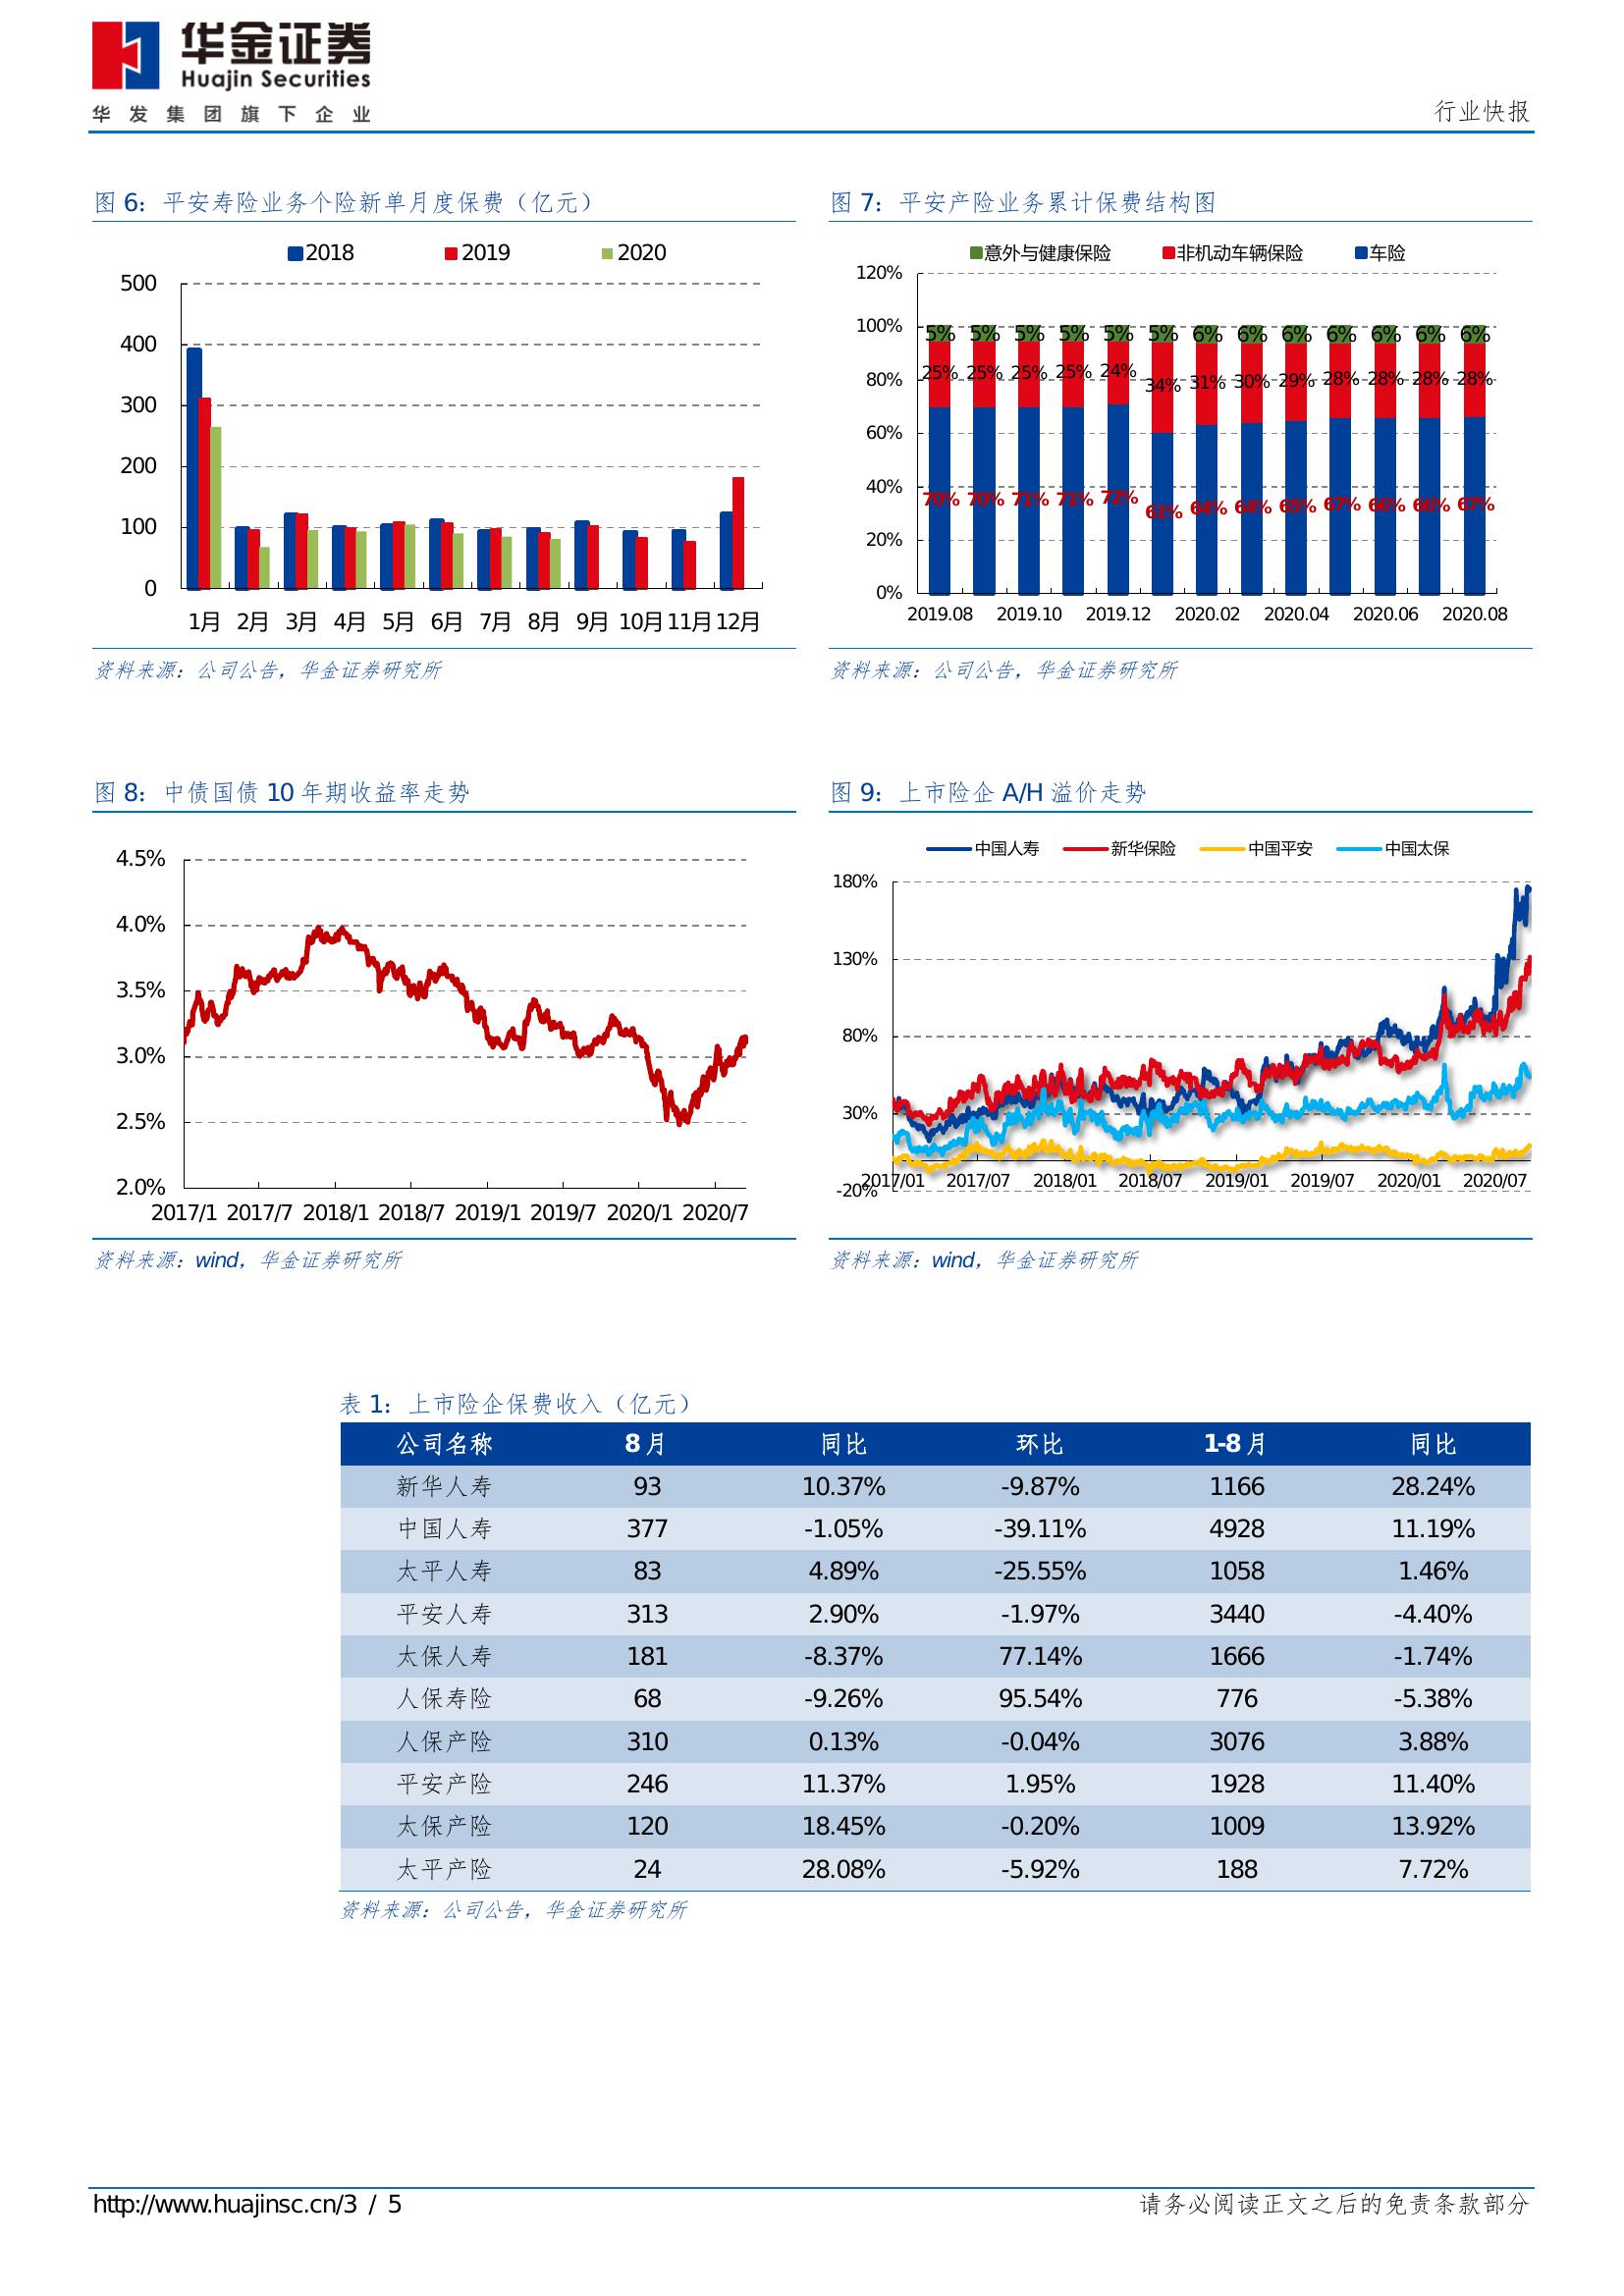 华金证券
Huajin Securities
华发集团旗下企业
行业快报
图 6：平安寿险业务个险新单月度保费（亿元）
2018 2019 2020
500
400
300
200
100
0
1月 2月 3月 4月 5月 6月 7月 8月 9月 10月 11月 12月
资料来源：公司公告，华金证券研究所
图 7：平安产险业务累计保费结构图
意外与健康保险 非机动车辆保险 车险
120%
100%
80%
60%
40%
20%
0%
5% 5% 5% 5% 5% 5% 6% 6% 6% 6% 6% 6% 6%
25% 25% 25% 25% 24% 34% 31% 30% 29% 28% 28% 28% 28%
70% 70% 71% 71% 72% 61% 64% 64% 65% 67% 66% 66% 67%
2019.08 2019.10 2019.12 2020.02 2020.04 2020.06 2020.08
资料来源：公司公告，华金证券研究所
图 8：中债国债 10 年期收益率走势
4.5%
4.0%
3.5%
3.0%
2.5%
2.0%
2017/1 2017/7 2018/1 2018/7 2019/1 2019/7 2020/1 2020/7
资料来源：wind，华金证券研究所
图 9：上市险企 A/H 溢价走势
中国人寿 新华保险 中国平安 中国太保
180%
130%
80%
30%
-20%
2017/01 2017/07 2018/01 2018/07 2019/01 2019/07 2020/01 2020/07
资料来源：wind，华金证券研究所
表 1：上市险企保费收入（亿元）
公司名称 8 月 同比 环比 1-8 月 同比
新华人寿 93 10.37% -9.87% 1166 28.24%
中国人寿 377 -1.05% -39.11% 4928 11.19%
太平人寿 83 4.89% -25.55% 1058 1.46%
平安人寿 313 2.90% -1.97% 3440 -4.40%
太保人寿 181 -8.37% 77.14% 1666 -1.74%
人保寿险 68 -9.26% 95.54% 776 -5.38%
人保产险 310 0.13% -0.04% 3076 3.88%
平安产险 246 11.37% 1.95% 1928 11.40%
太保产险 120 18.45% -0.20% 1009 13.92%
太平产险 24 28.08% -5.92% 188 7.72%
资料来源：公司公告，华金证券研究所
http://www.huajinsc.cn/3 / 5
请务必阅读正文之后的免责条款部分